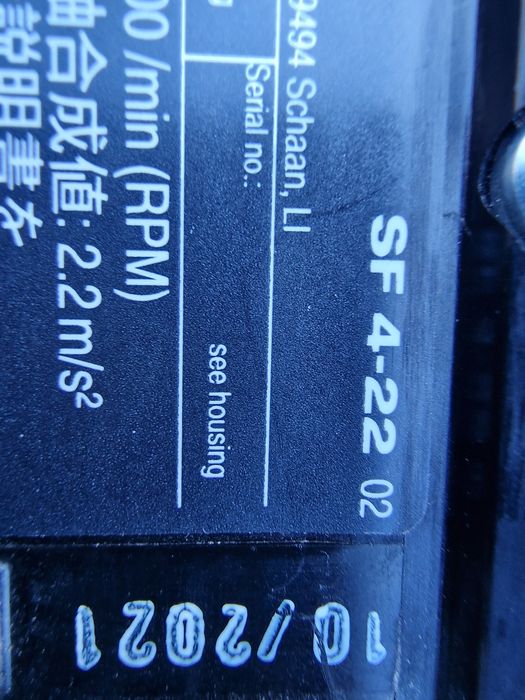 SF 4-22 02
9494 Schaan, LI
Serial no.:
see housing
00 /min (RPM)
合成値: 2.2 m/s²
説明書を
10/2021